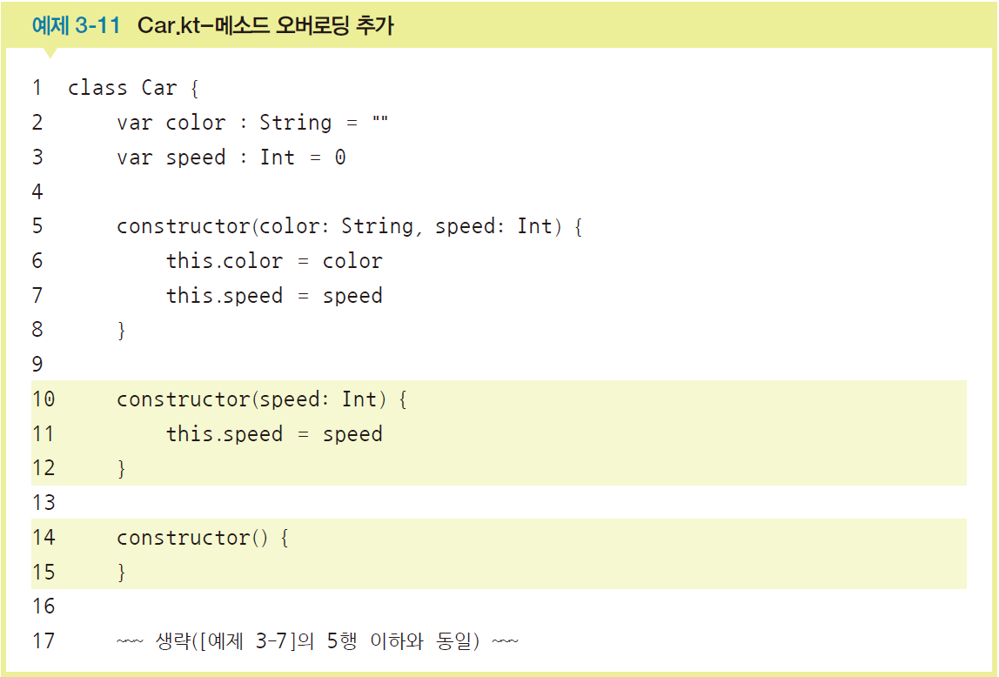 예제 3-11 Car.kt-메소드 오버로딩 추가
1 class Car {
2     var color : String = ""
3     var speed : Int = 0
4
5     constructor(color: String, speed: Int) {
6         this.color = color
7         this.speed = speed
8     }
9
10     constructor(speed: Int) {
11         this.speed = speed
12     }
13
14     constructor() {
15     }
16
17     ~~~ 생략([예제 3-7]의 5행 이하와 동일) ~~~